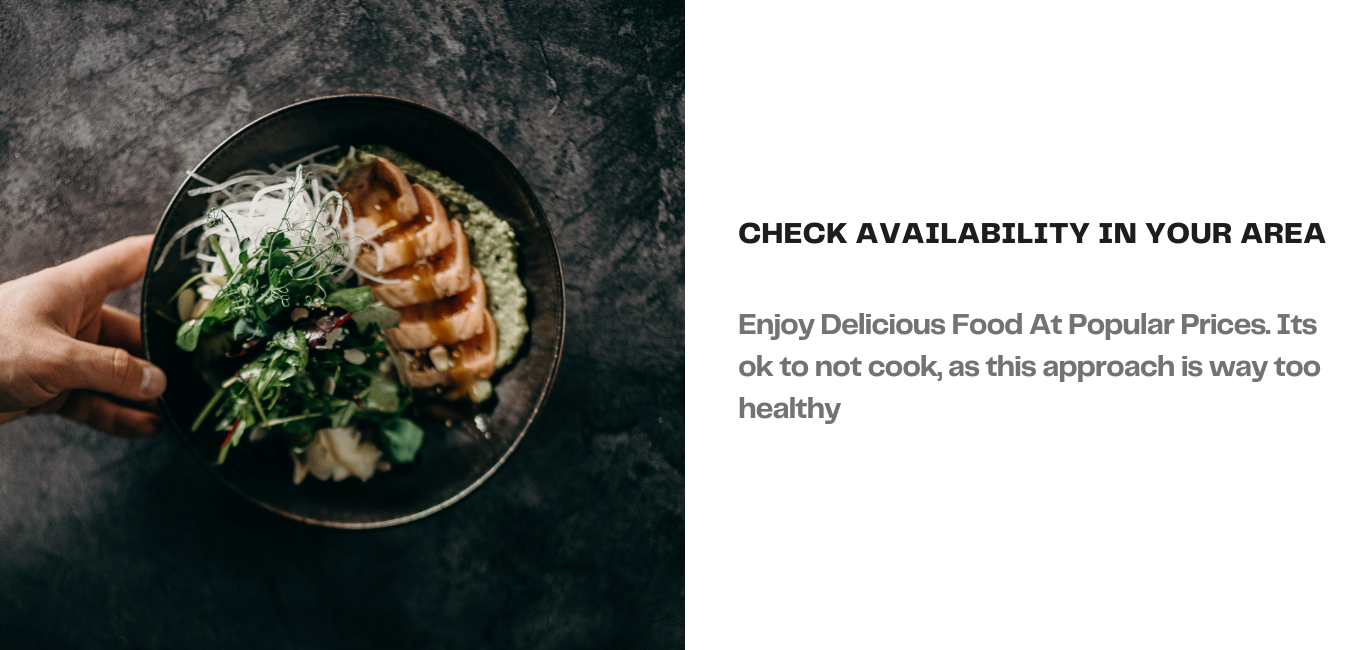 CHECK AVAILABILITY IN YOUR AREA
Enjoy Delicious Food At Popular Prices. Its
ok to not cook, as this approach is way too
healthy